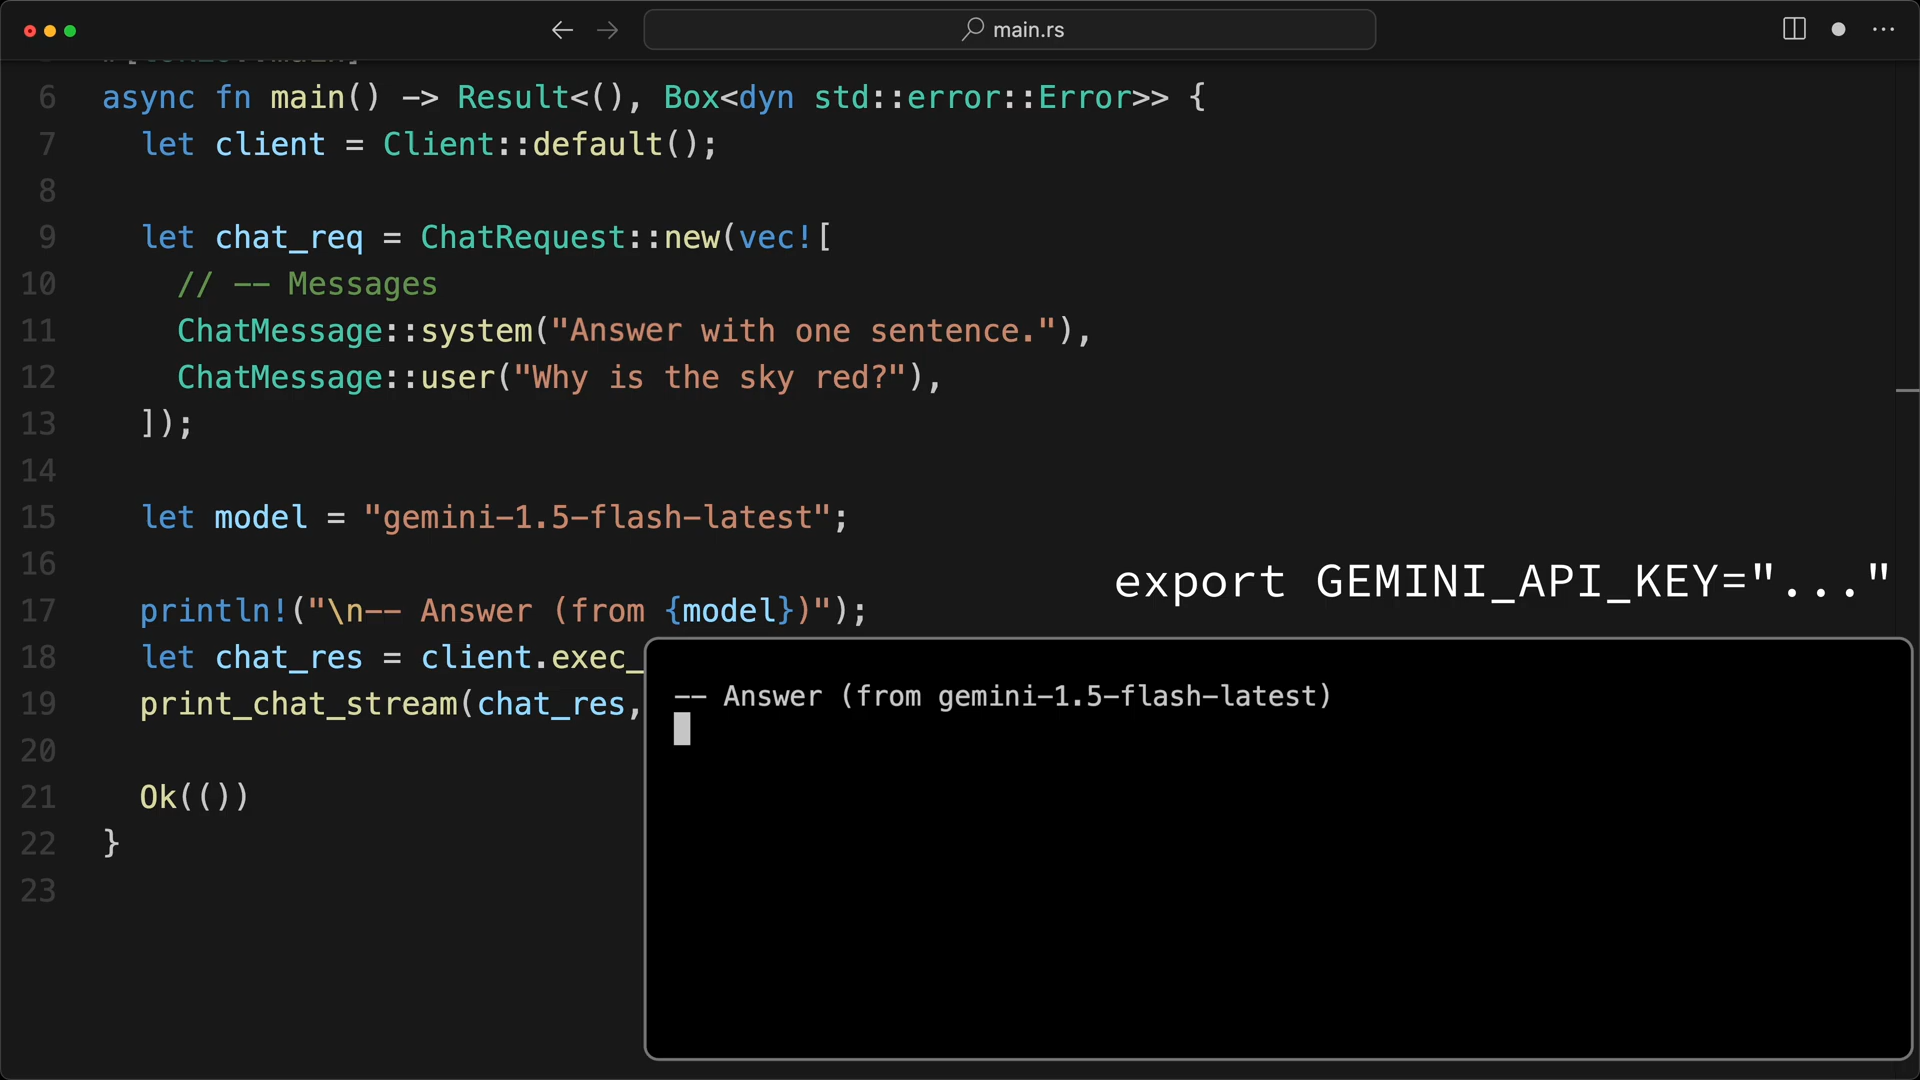 main.rs
6 async fn main() -> Result<(), Box<dyn std::error::Error>> {
7 let client = Client::default();
8
9 let chat_req = ChatRequest::new(vec![
10 // -- Messages
11 ChatMessage::system("Answer with one sentence."),
12 ChatMessage::user("Why is the sky red?"),
13 ]);
14
15 let model = "gemini-1.5-flash-latest";
16
export GEMINI_API_KEY="..."
17 println!("\n-- Answer (from {model})");
18 let chat_res = client.exec_
19 print_chat_stream(chat_res,
20
21 Ok(())
22 }
23
-- Answer (from gemini-1.5-flash-latest)